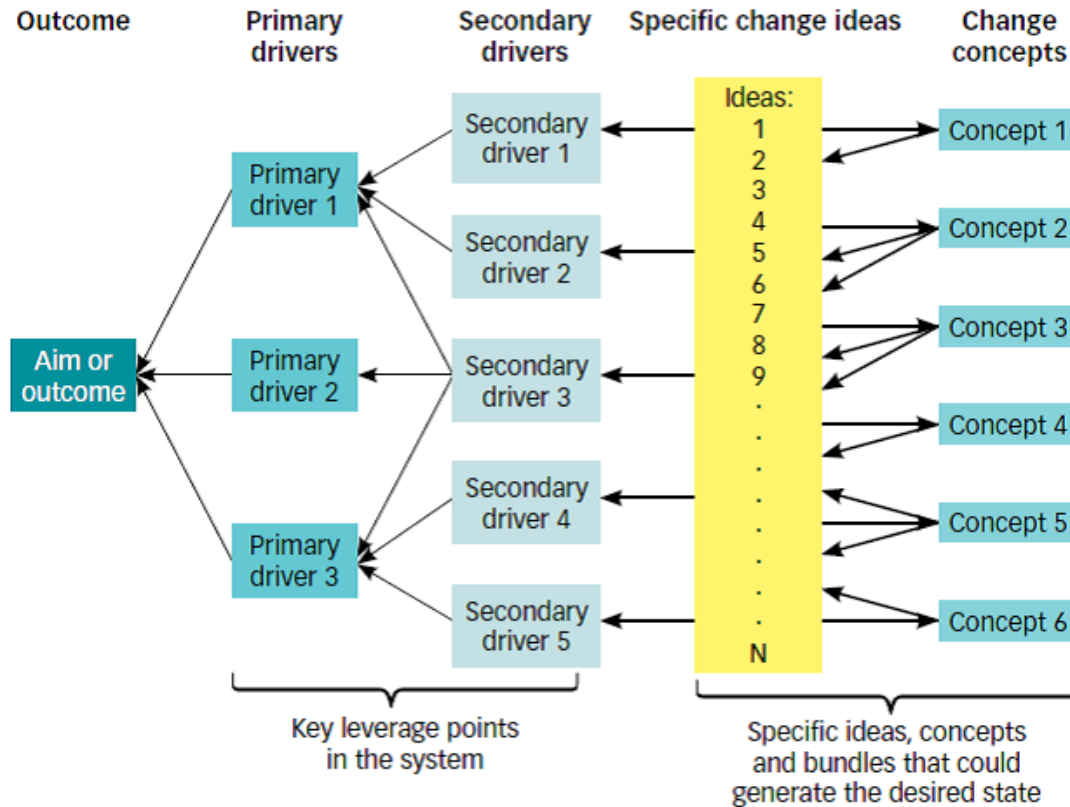 Outcome
Primary
drivers
Secondary
drivers
Specific change ideas
Change
concepts
Aim or
outcome
Primary
driver 1
Primary
driver 2
Primary
driver 3
Secondary
driver 1
Secondary
driver 2
Secondary
driver 3
Secondary
driver 4
Secondary
driver 5
Ideas:
1
2
3
4
5
6
7
8
9
.
.
.
.
.
.
.
.
N
Concept 1
Concept 2
Concept 3
Concept 4
Concept 5
Concept 6
Key leverage points
in the system
Specific ideas, concepts
and bundles that could
generate the desired state